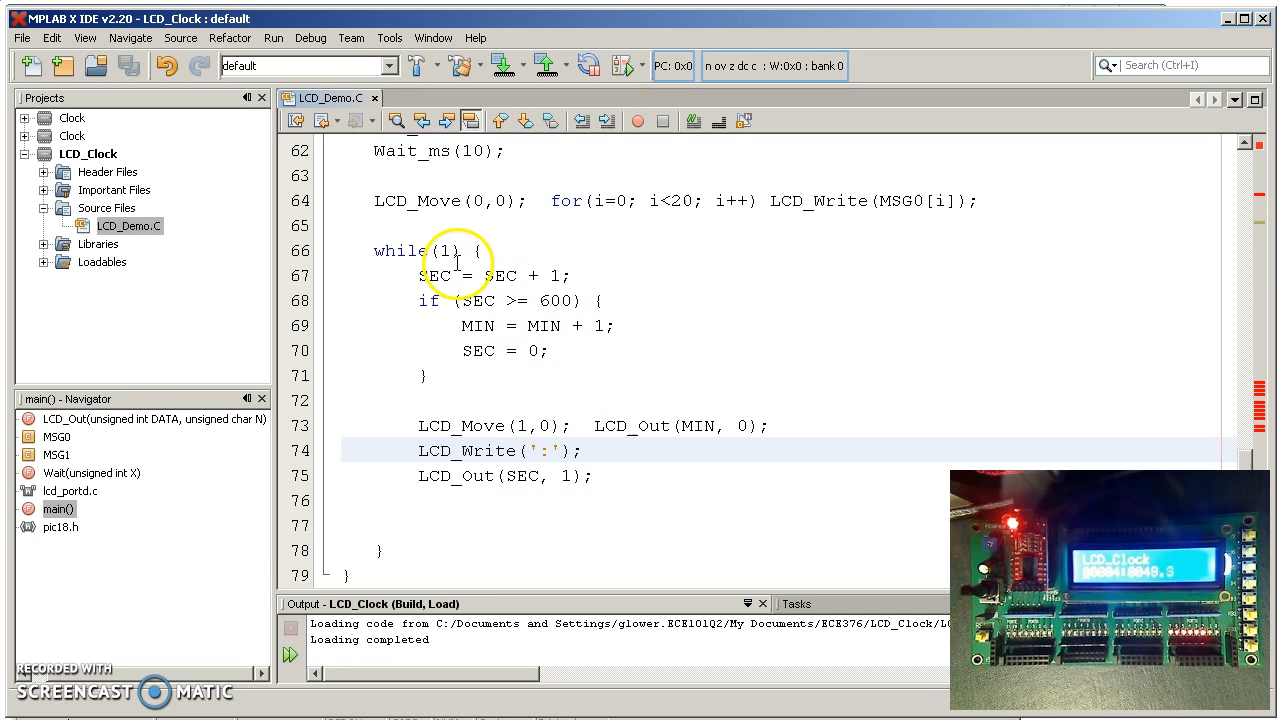 MPLAB X IDE v2.20 - LCD_Clock : default
File Edit View Navigate Source Refactor Run Debug Team Tools Window Help
default
PC: 0x0
n ov z dc c : W:0x0 : bank 0
Search (Ctrl+I)
Projects
Clock
Clock
LCD_Clock
Header Files
Important Files
Source Files
LCD_Demo.C
Libraries
Loadables
main() - Navigator
LCD_Out(unsigned int DATA, unsigned char N)
MSG0
MSG1
Wait(unsigned int X)
lcd_portd.c
main()
pic18.h
LCD_Demo.C
62 Wait_ms(10);
63
64 LCD_Move(0,0); for(i=0; i<20; i++) LCD_Write(MSG0[i]);
65
66 while(1) {
67 SEC = SEC + 1;
68 if (SEC >= 600) {
69 MIN = MIN + 1;
70 SEC = 0;
71 }
72
73 LCD_Move(1,0); LCD_Out(MIN, 0);
74 LCD_Write(':');
75 LCD_Out(SEC, 1);
76
77
78 }
79 }
Output - LCD_Clock (Build, Load)
Tasks
Loading code from C:/Documents and Settings/glower.ECE101Q2/My Documents/ECE376/LCD_Clock/LC
Loading completed
LCD_Clock
00004:0049.
RECORDED WITH
SCREENCAST MATIC